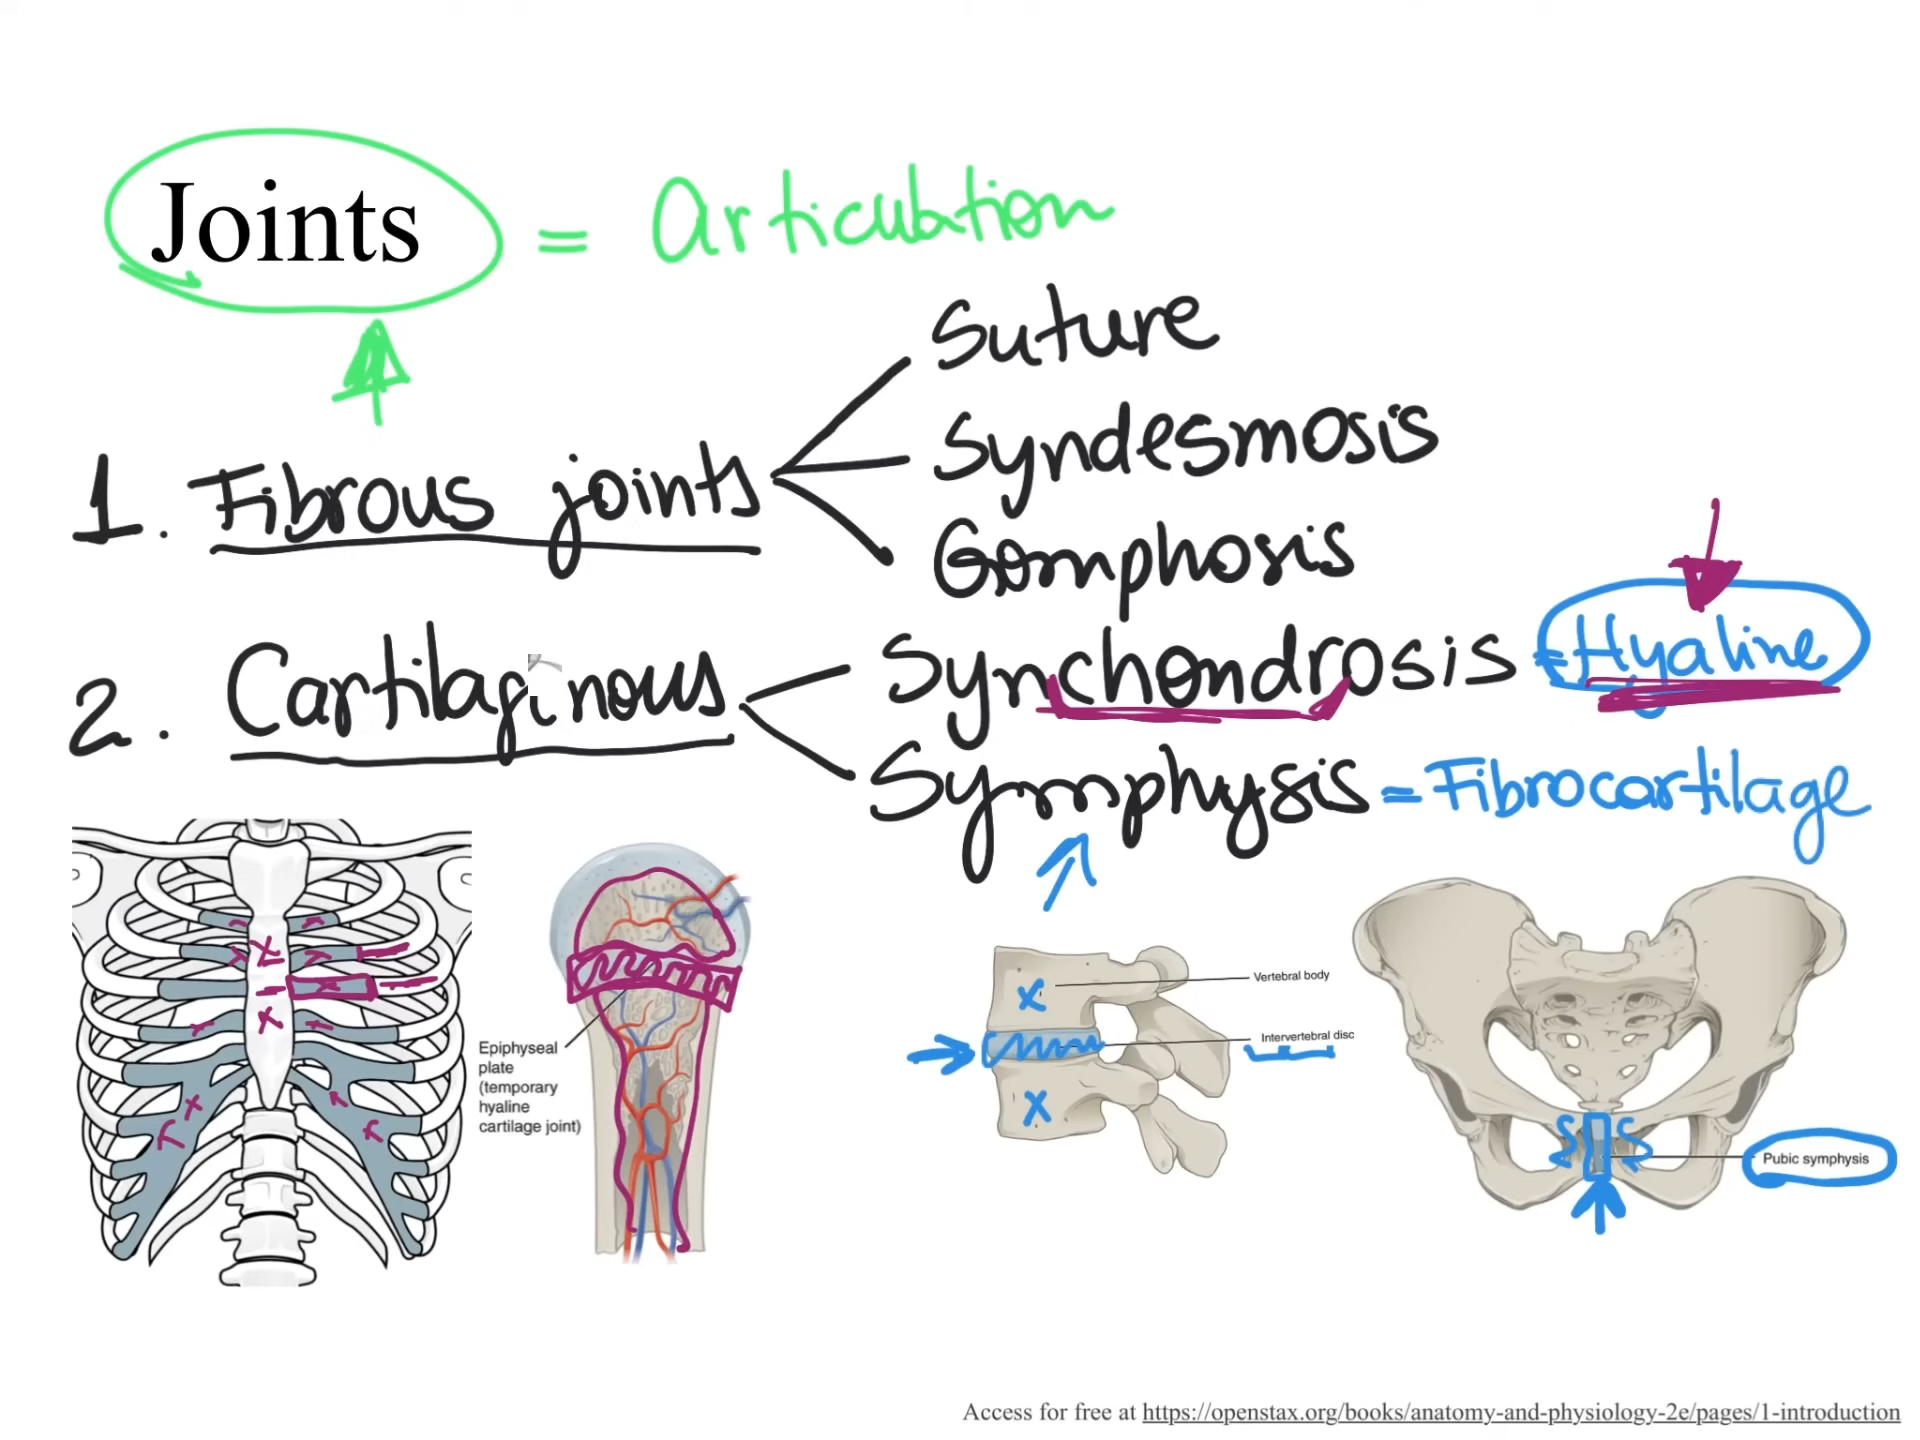 Joints = Articulation
Suture
1. Fibrous joints Syndesmosis
Gomphosis
2. Cartilaginous Synchondrosis = Hyaline
Symphysis = Fibrocartilage
Epiphyseal
plate
(temporary
hyaline
cartilage joint)
Vertebral body
Intervertebral disc
Pubic symphysis
Access for free at https://openstax.org/books/anatomy-and-physiology-2e/pages/1-introduction